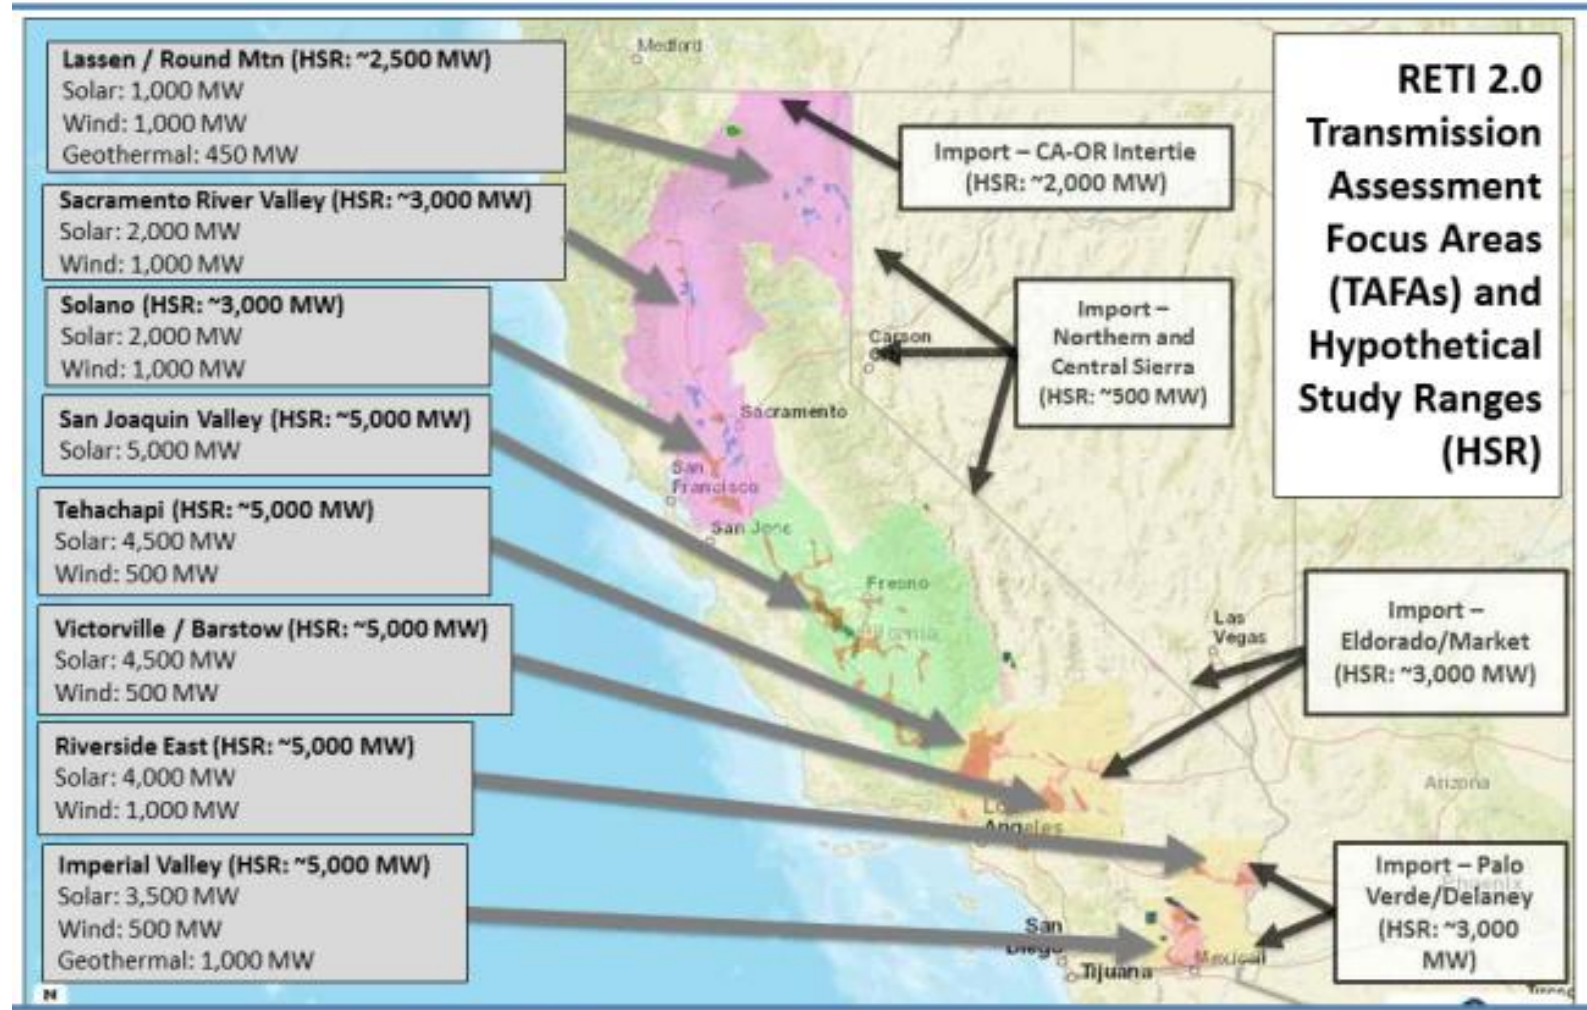 Lassen / Round Mtn (HSR: ~2,500 MW)
Solar: 1,000 MW
Wind: 1,000 MW
Geothermal: 450 MW
Sacramento River Valley (HSR: ~3,000 MW)
Solar: 2,000 MW
Wind: 1,000 MW
Solano (HSR: ~3,000 MW)
Solar: 2,000 MW
Wind: 1,000 MW
San Joaquin Valley (HSR: ~5,000 MW)
Solar: 5,000 MW
Tehachapi (HSR: ~5,000 MW)
Solar: 4,500 MW
Wind: 500 MW
Victorville / Barstow (HSR: ~5,000 MW)
Solar: 4,500 MW
Wind: 500 MW
Riverside East (HSR: ~5,000 MW)
Solar: 4,000 MW
Wind: 1,000 MW
Imperial Valley (HSR: ~5,000 MW)
Solar: 3,500 MW
Wind: 500 MW
Geothermal: 1,000 MW
N
Medford
Carson
Sacramento
San
Francisco
San Jose
Fresno
Las
Vegas
Los
Angeles
Arizona
Phoenix
San
Diego
Tijuana
Mexicali
RETI 2.0
Transmission
Assessment
Focus Areas
(TAFAs) and
Hypothetical
Study Ranges
(HSR)
Import – CA-OR Intertie
(HSR: ~2,000 MW)
Import –
Northern and
Central Sierra
(HSR: ~500 MW)
Import –
Eldorado/Market
(HSR: ~3,000 MW)
Import – Palo
Verde/Delaney
(HSR: ~3,000
MW)